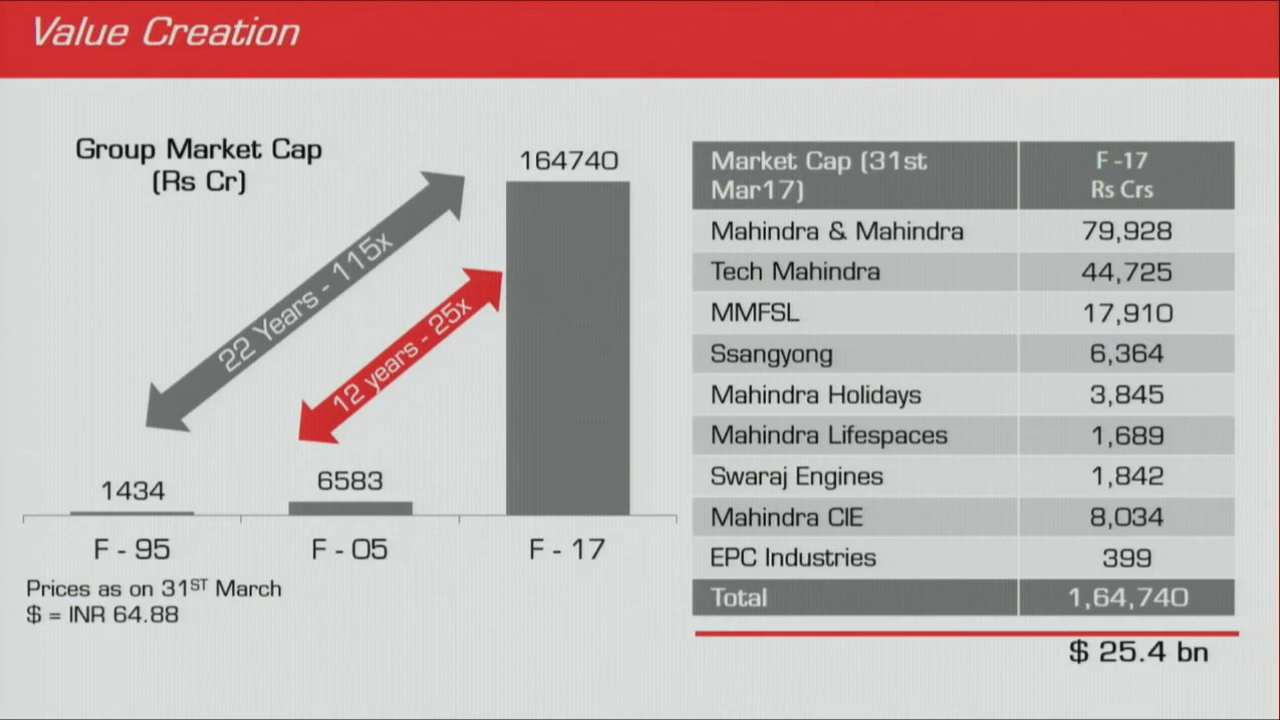 Value Creation
Group Market Cap
(Rs Cr)
164740
22 Years - 115x
12 years - 25x
1434
6583
F - 95
F - 05
F - 17
Prices as on 31ST March
$ = INR 64.88
Market Cap (31st
Mar17)
F -17
Rs Crs
Mahindra & Mahindra 79,928
Tech Mahindra 44,725
MMFSL 17,910
Ssangyong 6,364
Mahindra Holidays 3,845
Mahindra Lifespaces 1,689
Swaraj Engines 1,842
Mahindra CIE 8,034
EPC Industries 399
Total 1,64,740
$ 25.4 bn